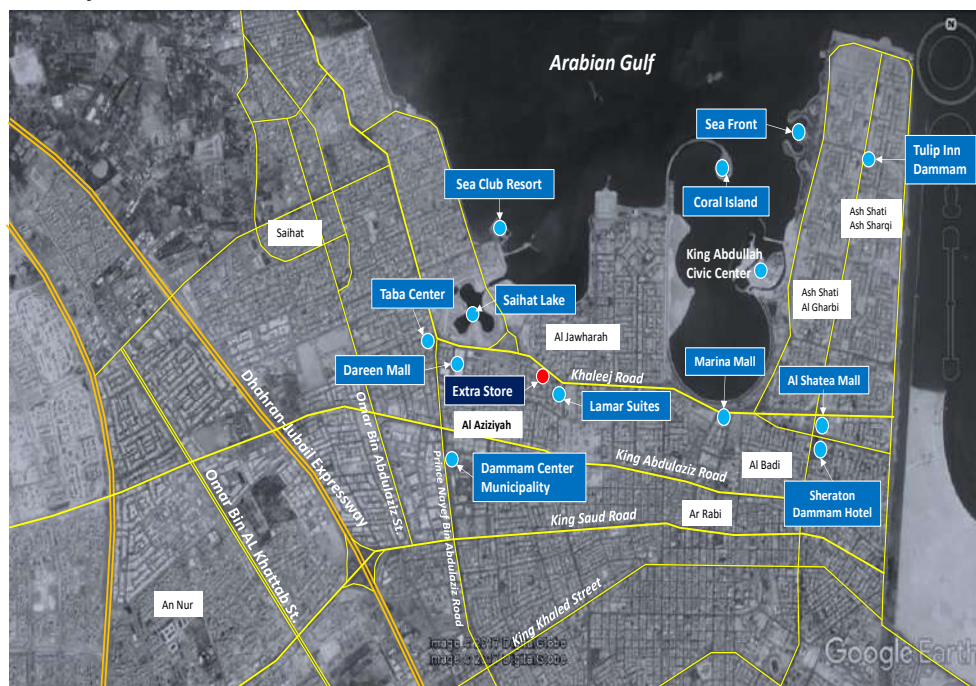 N
Arabian Gulf
Sea Front
Tulip Inn
Dammam
Sea Club Resort
Coral Island
Ash Shati
Ash Sharqi
Saihat
King Abdullah
Civic Center
Taba Center
Saihat Lake
Ash Shati
Al Gharbi
Al Jawharah
Marina Mall
Dareen Mall
Khaleej Road
Al Shatea Mall
Extra Store
Lamar Suites
Dhahran-Jubail Expressway
Omar Bin Abdulaziz St.
Al Aziziyah
King Abdulaziz Road
Al Badi
Dammam Center
Municipality
Prince Nayef Bin Abdulaziz Road
Sheraton
Dammam Hotel
Omar Bin AL Khattab St.
King Saud Road
Ar Rabi
An Nur
King Khaled Street
Digital Globe
Digital Globe
Google Earth